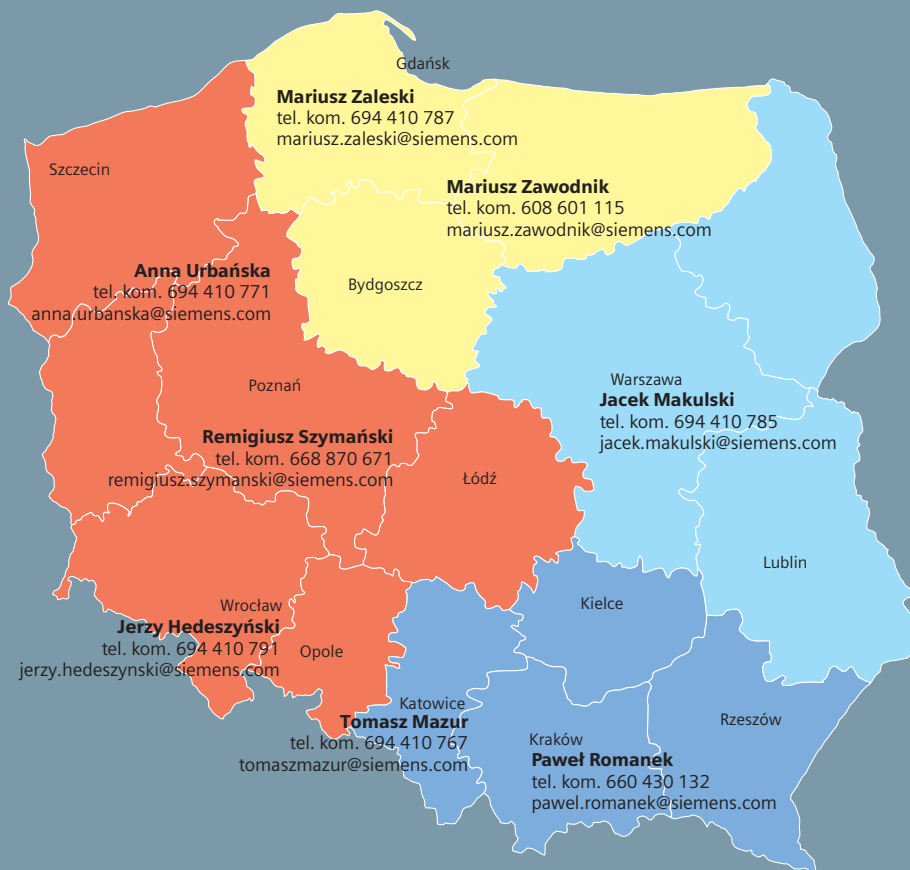 Gdańsk
Mariusz Zaleski
tel. kom. 694 410 787
mariusz.zaleski@siemens.com
Szczecin
Mariusz Zawodnik
tel. kom. 608 601 115
mariusz.zawodnik@siemens.com
Anna Urbańska
tel. kom. 694 410 771
anna.urbanska@siemens.com
Bydgoszcz
Poznań
Warszawa
Jacek Makulski
tel. kom. 694 410 785
jacek.makulski@siemens.com
Remigiusz Szymański
tel. kom. 668 870 671
remigiusz.szymanski@siemens.com
Łódź
Lublin
Wrocław
Jerzy Hedeszyński
tel. kom. 694 410 791
jerzy.hedeszynski@siemens.com
Opole
Kielce
Katowice
Tomasz Mazur
tel. kom. 694 410 767
tomaszmazur@siemens.com
Kraków
Paweł Romanek
tel. kom. 660 430 132
pawel.romanek@siemens.com
Rzeszów